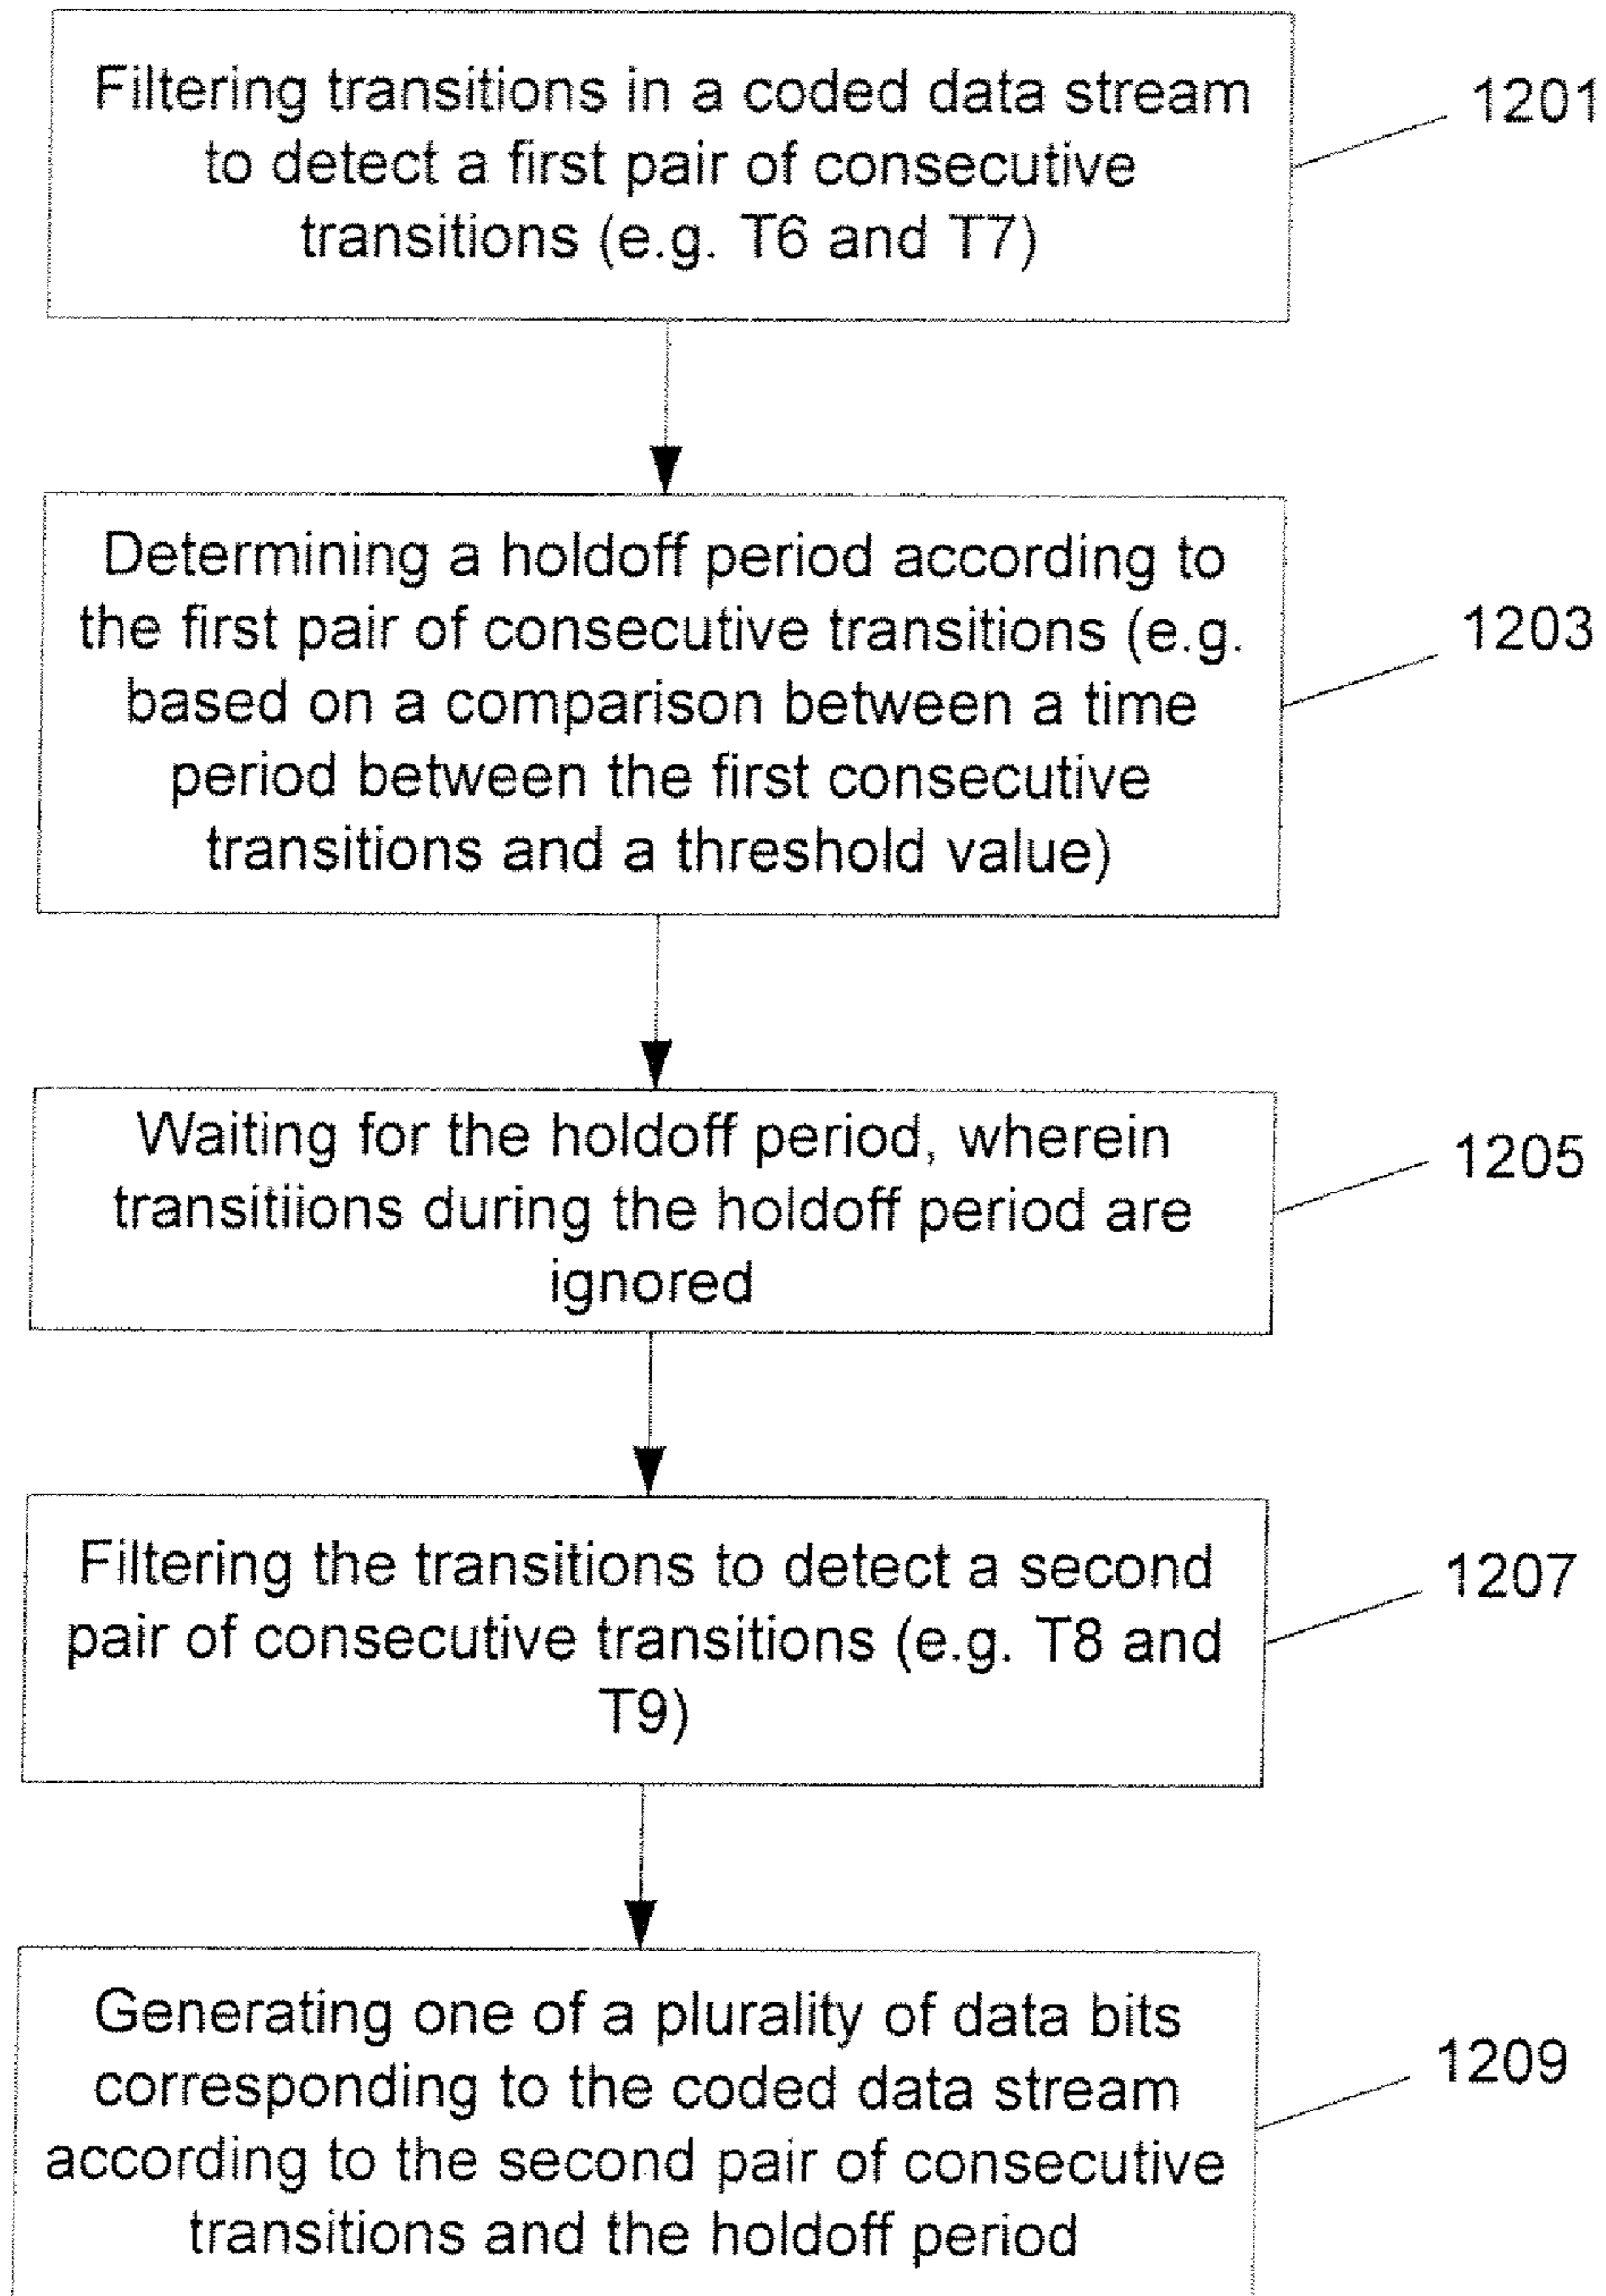 Filtering transitions in a coded data stream
to detect a first pair of consecutive
transitions (e.g. T6 and T7)
1201
Determining a holdoff period according to
the first pair of consecutive transitions (e.g.
based on a comparison between a time
period between the first consecutive
transitions and a threshold value)
1203
Waiting for the holdoff period, wherein
transitiions during the holdoff period are
ignored
1205
Filtering the transitions to detect a second
pair of consecutive transitions (e.g. T8 and
T9)
1207
Generating one of a plurality of data bits
corresponding to the coded data stream
according to the second pair of consecutive
transitions and the holdoff period
1209